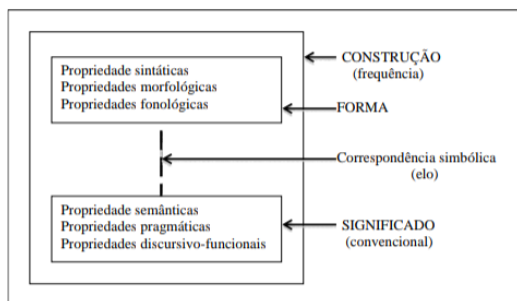 Propriedade sintáticas
Propriedades morfológicas
Propriedades fonológicas
CONSTRUÇÃO
(frequência)
FORMA
Correspondência simbólica
(elo)
Propriedade semânticas
Propriedades pragmáticas
Propriedades discursivo-funcionais
SIGNIFICADO
(convencional)